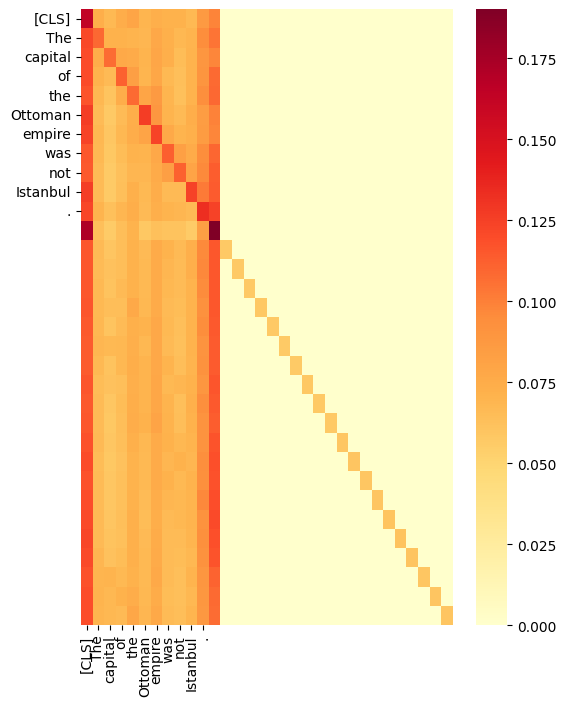 [CLS]
The
capital
of
the
Ottoman
empire
was
not
Istanbul
.
[CLS]
The
capital
of
the
Ottoman
empire
was
not
Istanbul
.
0.175
0.150
0.125
0.100
0.075
0.050
0.025
0.000